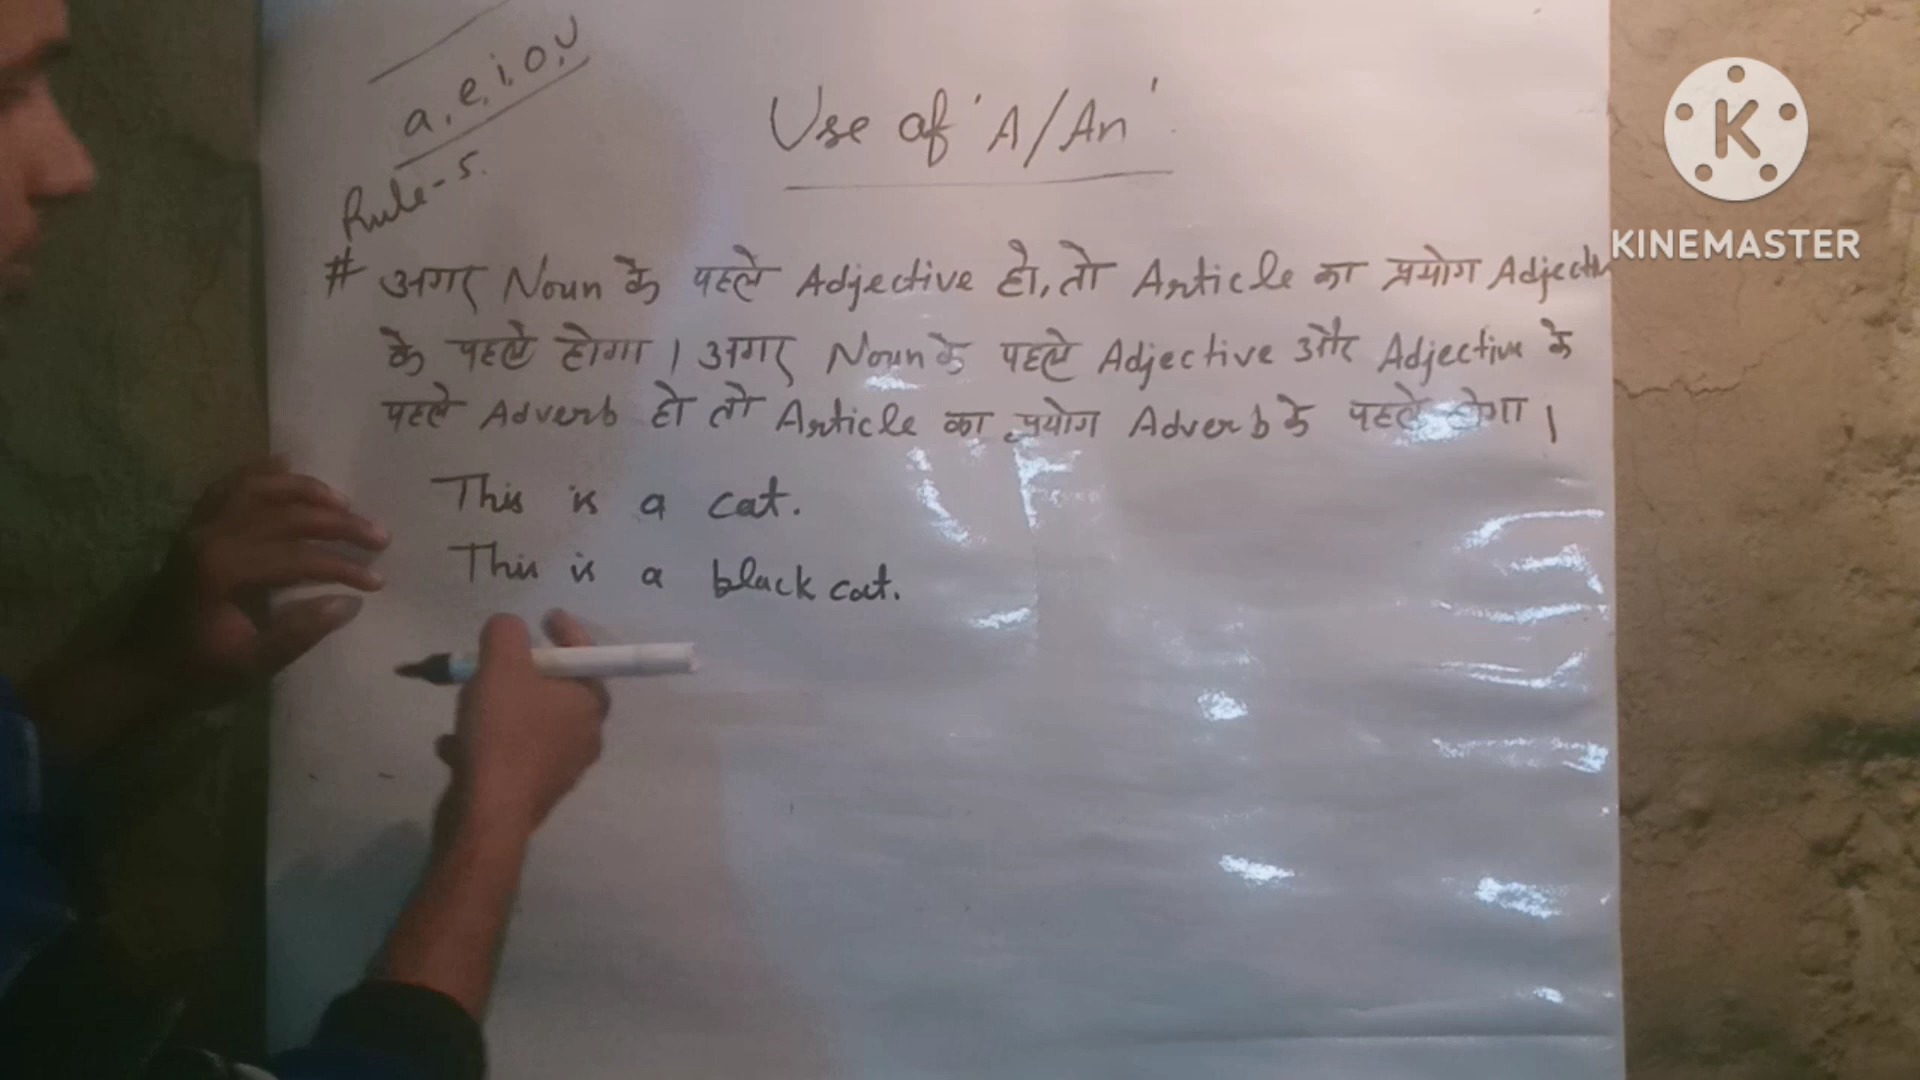 a, e, i, o, U
Use of 'A/An'
Rule-5.
# अगर Noun के पहले Adjective हो, तो Article का प्रयोग Adjectiv
के पहले होगा। अगर Noun के पहले Adjective और Adjective के
पहले Adverb हो तो Article का प्रयोग Adverb के पहले होगा।
This is a cat.
This is a black cat.
K
KINEMASTER